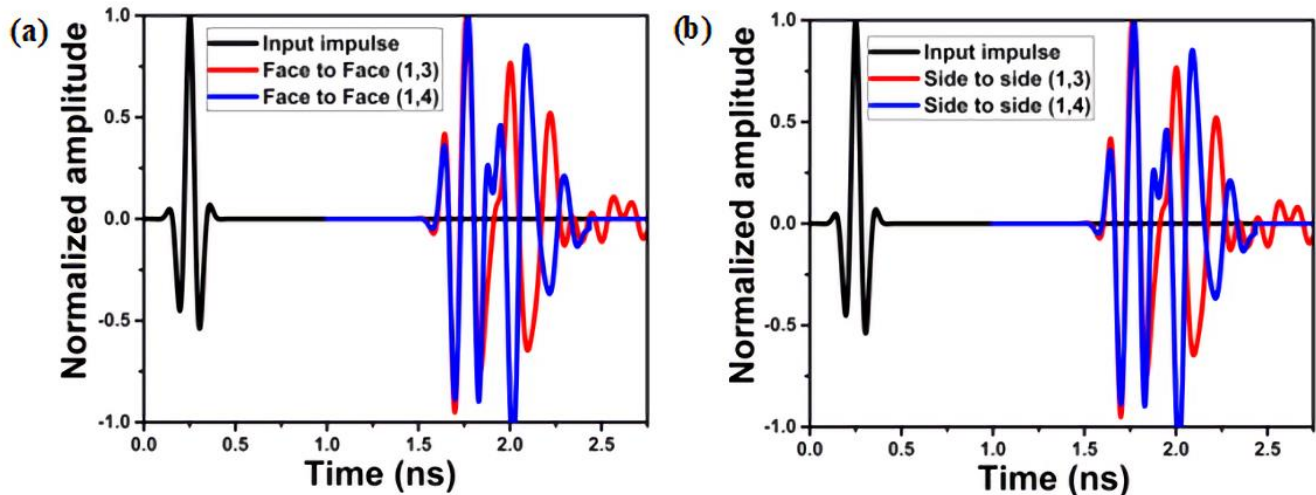 (a)
Normalized amplitude
1.0
0.5
0.0
-0.5
-1.0
Input impulse
Face to Face (1,3)
Face to Face (1,4)
0.0 0.5 1.0 1.5 2.0 2.5
Time (ns)
(b)
Normalized amplitude
1.0
0.5
0.0
-0.5
-1.0
Input impulse
Side to side (1,3)
Side to side (1,4)
0.0 0.5 1.0 1.5 2.0 2.5
Time (ns)